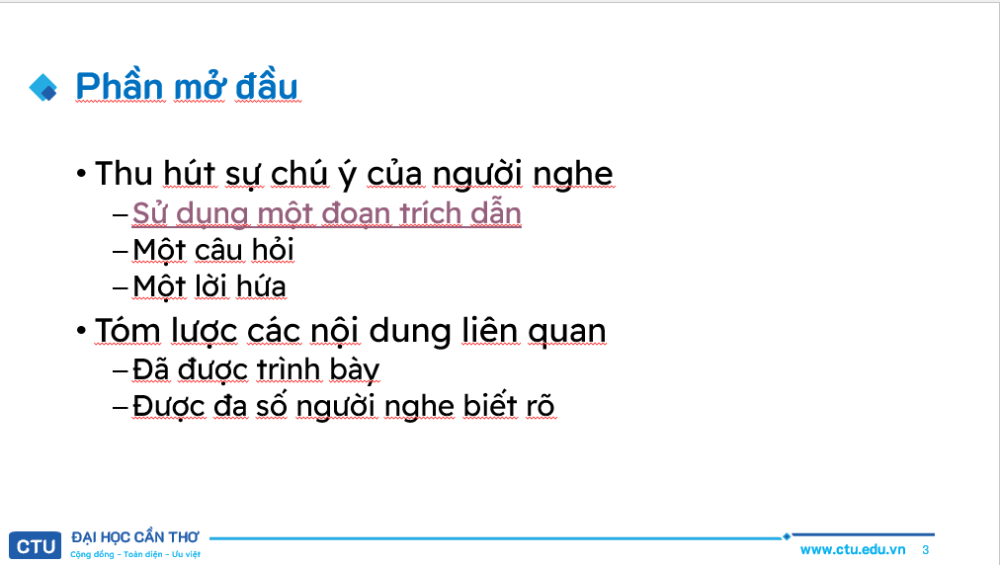 Phần mở đầu
• Thu hút sự chú ý của người nghe
–Sử dụng một đoạn trích dẫn
–Một câu hỏi
–Một lời hứa
• Tóm lược các nội dung liên quan
–Đã được trình bày
–Được đa số người nghe biết rõ
CTU
ĐẠI HỌC CẦN THƠ
Cộng đồng – Toàn diện – Ưu việt
www.ctu.edu.vn
3